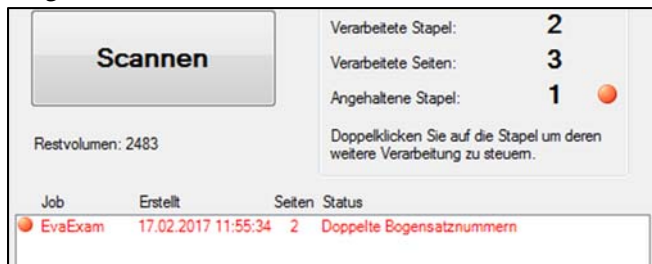 Scannen
Verarbeitete Stapel: 2
Verarbeitete Seiten: 3
Angehaltene Stapel: 1
Restvolumen: 2483
Doppelklicken Sie auf die Stapel um deren
weitere Verarbeitung zu steuern.
Job Erstellt Seiten Status
EvaExam 17.02.2017 11:55:34 2 Doppelte Bogensatznummern